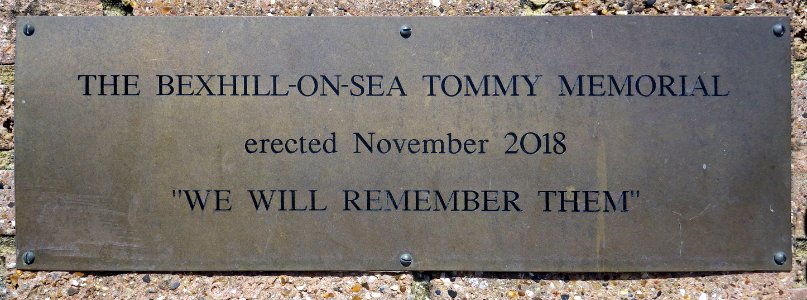 THE BEXHILL-ON-SEA TOMMY MEMORIAL
erected November 2018
"WE WILL REMEMBER THEM"